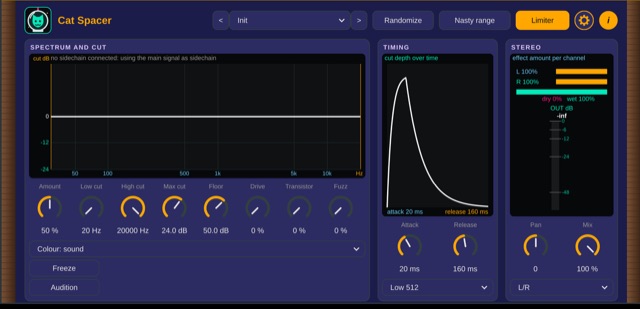 Cat Spacer
< Init >
Randomize
Nasty range
Limiter
i
SPECTRUM AND CUT
cut dB no sidechain connected: using the main signal as sidechain
0
-12
-24
50 100 500 1k 5k 10k Hz
Amount Low cut High cut Max cut Floor Drive Transistor Fuzz
50 % 20 Hz 20000 Hz 24.0 dB 50.0 dB 0 % 0 % 0 %
Colour: sound
Freeze
Audition
TIMING
cut depth over time
attack 20 ms release 160 ms
Attack Release
20 ms 160 ms
Low 512
STEREO
effect amount per channel
L 100%
R 100%
dry 0% wet 100%
OUT dB
-inf
0
-6
-12
-24
-48
Pan Mix
0 100 %
L/R